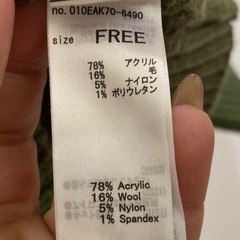 no. 010EAK70-6490
size FREE
78% アクリル
16% 毛
5% ナイロン
1% ポリウレタン
78% Acrylic
16% Wool
5% Nylon
1% Spandex